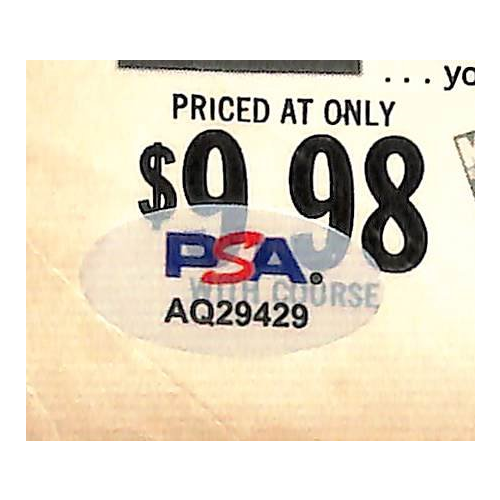 ... yo
PRICED AT ONLY
$9.98
PSA®
WITH COURSE
AQ29429